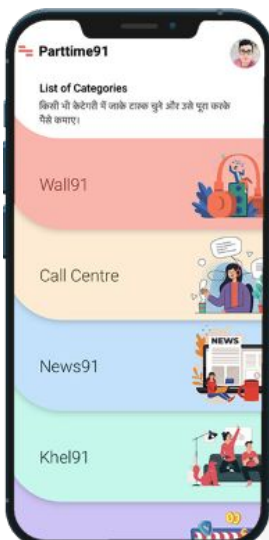 Parttime91
List of Categories
किसी भी केटेगरी में जाके टास्क चुने और उसे पूरा करके
पैसे कमाए।
Wall91
Call Centre
NEWS
News91
Khel91